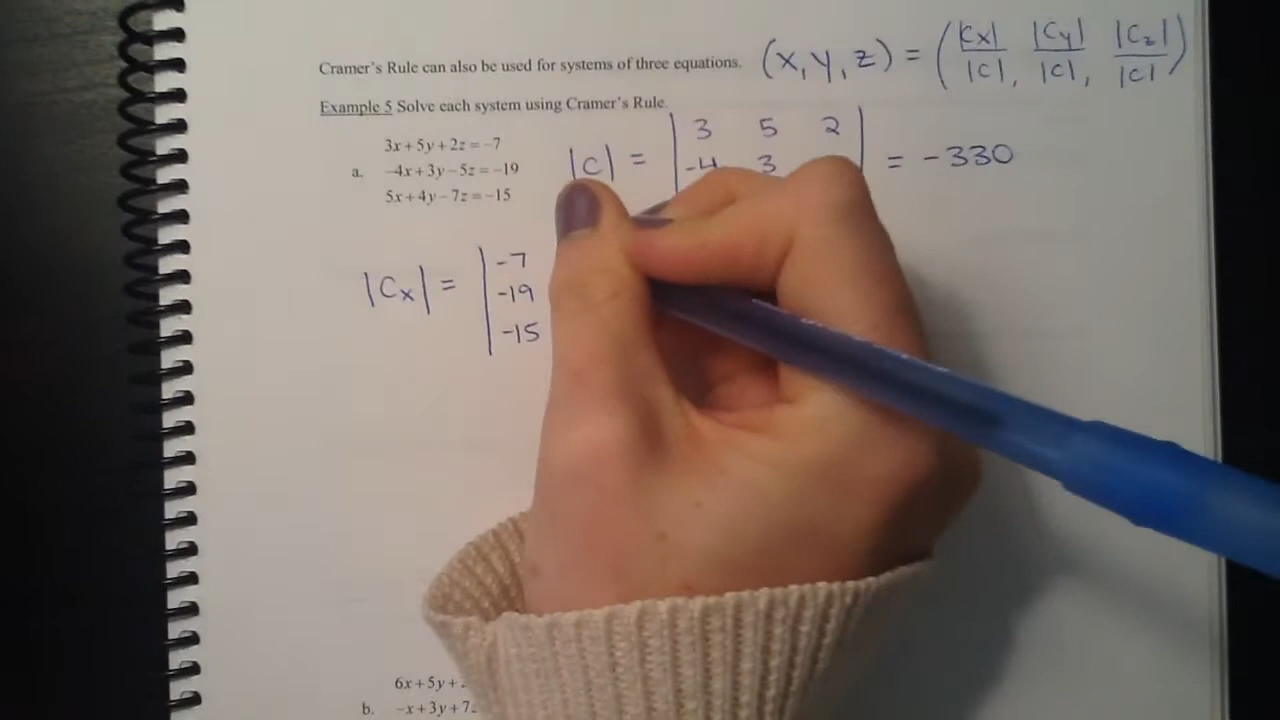 Cramer's Rule can also be used for systems of three equations. (x, y, z) = (|Cx|/|C|, |Cy|/|C|, |Cz|/|C|)
Example 5 Solve each system using Cramer's Rule.
a.
3x + 5y + 2z = -7
-4x + 3y - 5z = -19
5x + 4y - 7z = -15
|C| = | 3 5 2 |
-4 3
= -330
|Cx| = | -7
-19
-15
b.
6x + 5y +
-x + 3y + 7z